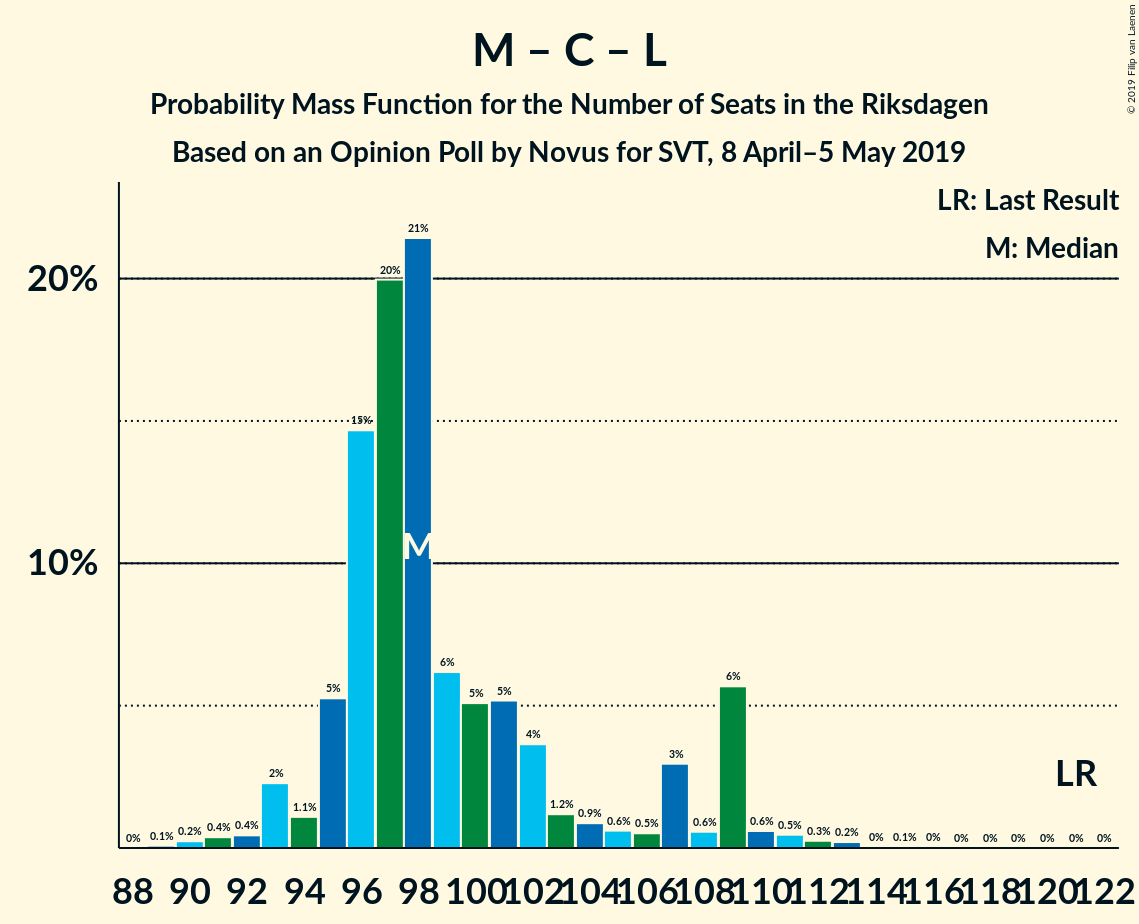 M – C – L
Probability Mass Function for the Number of Seats in the Riksdagen
Based on an Opinion Poll by Novus for SVT, 8 April–5 May 2019
© 2019 Filip van Laenen
LR: Last Result
M: Median
20%
10%
0% 0.1% 0.2% 0.4% 0.4% 2% 1.1% 5% 15% 20% 21% 6% 5% 5% 4% 1.2% 0.9% 0.6% 0.5% 3% 0.6% 6% 0.6% 0.5% 0.3% 0.2% 0% 0.1% 0% 0% 0% 0% 0% 0% 0%
M
LR
88 90 92 94 96 98 100 102 104 106 108 110 112 114 116 118 120 122